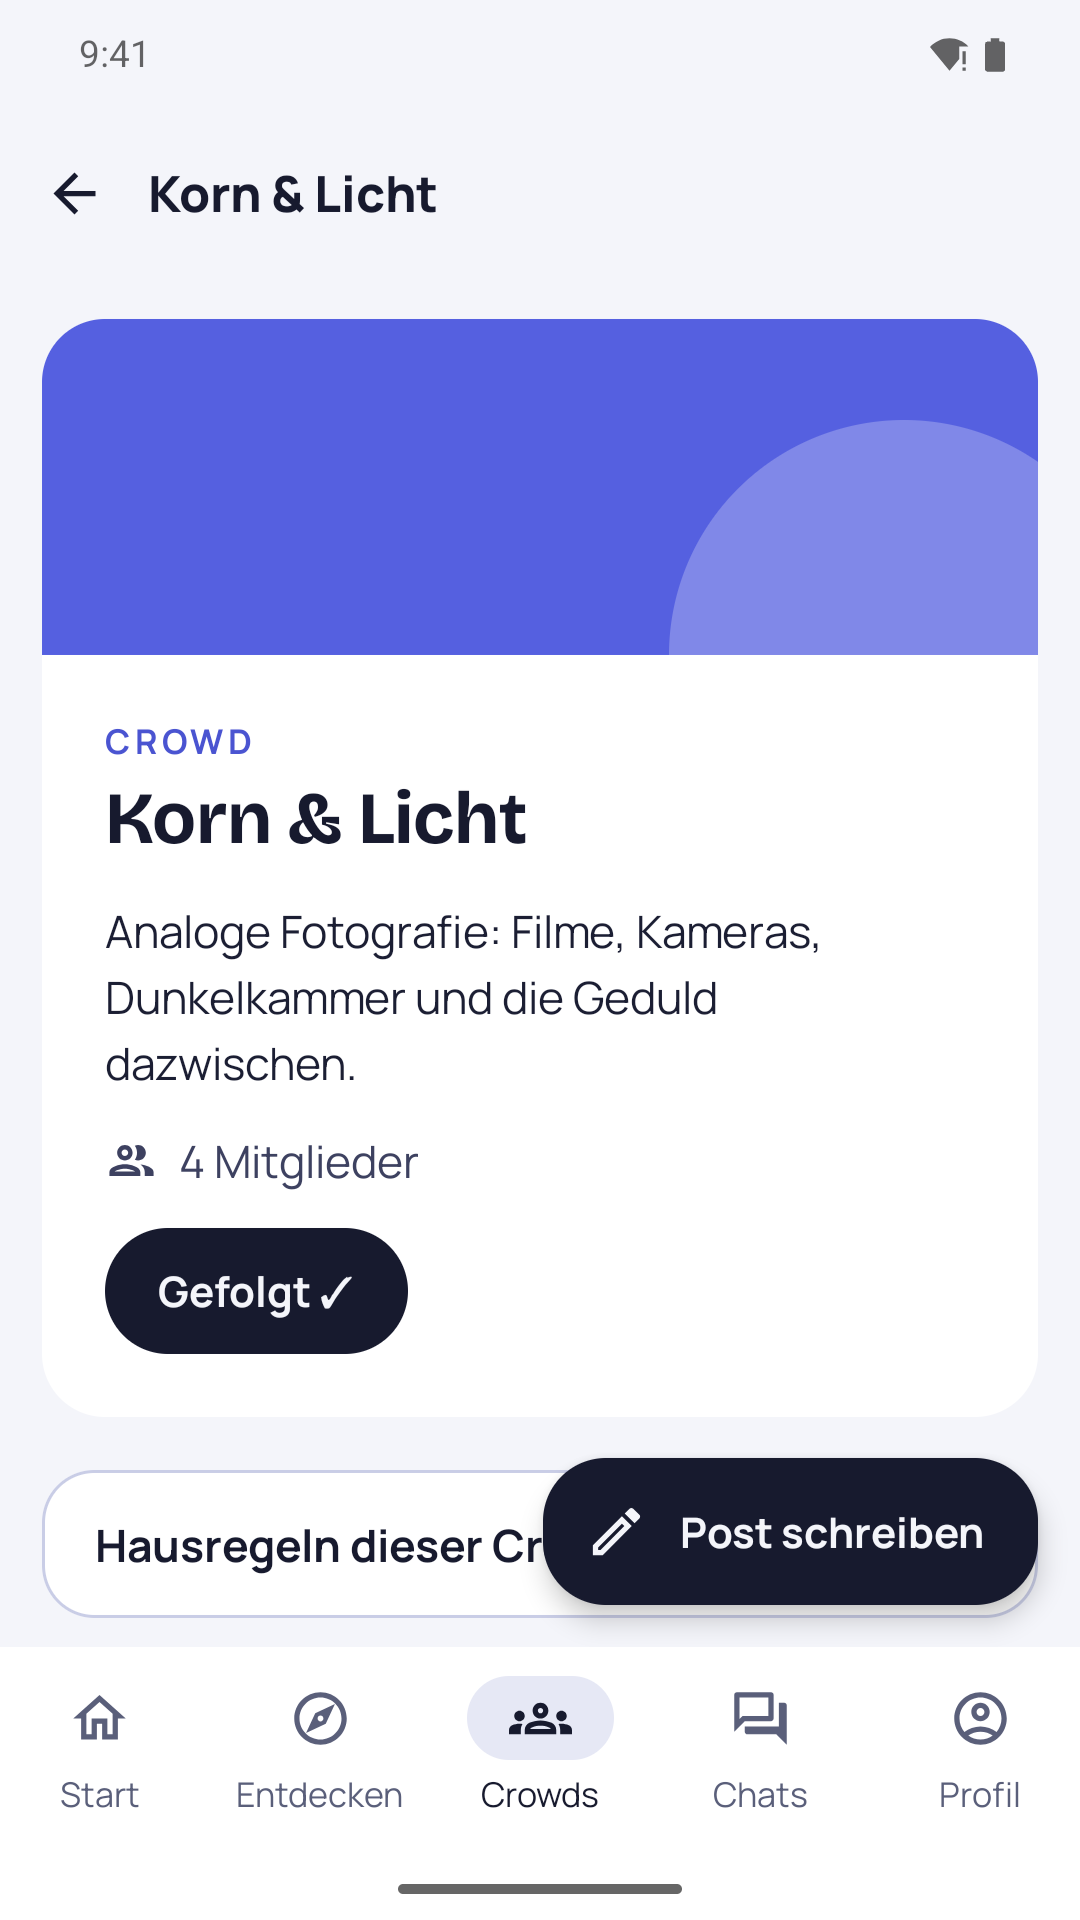 9:41
Korn & Licht
CROWD
Korn & Licht
Analoge Fotografie: Filme, Kameras,
Dunkelkammer und die Geduld
dazwischen.
4 Mitglieder
Gefolgt ✓
Hausregeln dieser
Post schreiben
Start
Entdecken
Crowds
Chats
Profil